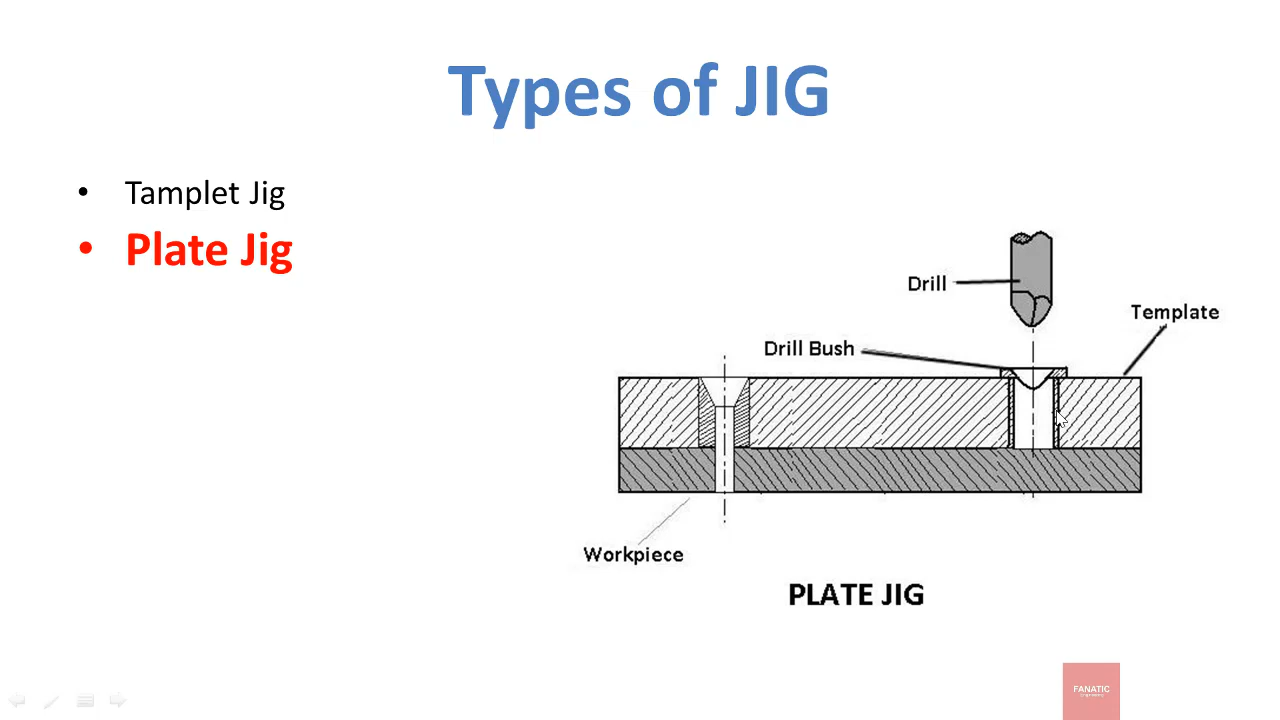 Types of JIG
• Tamplet Jig
• Plate Jig
Drill
Template
Drill Bush
Workpiece
PLATE JIG
FANATIC